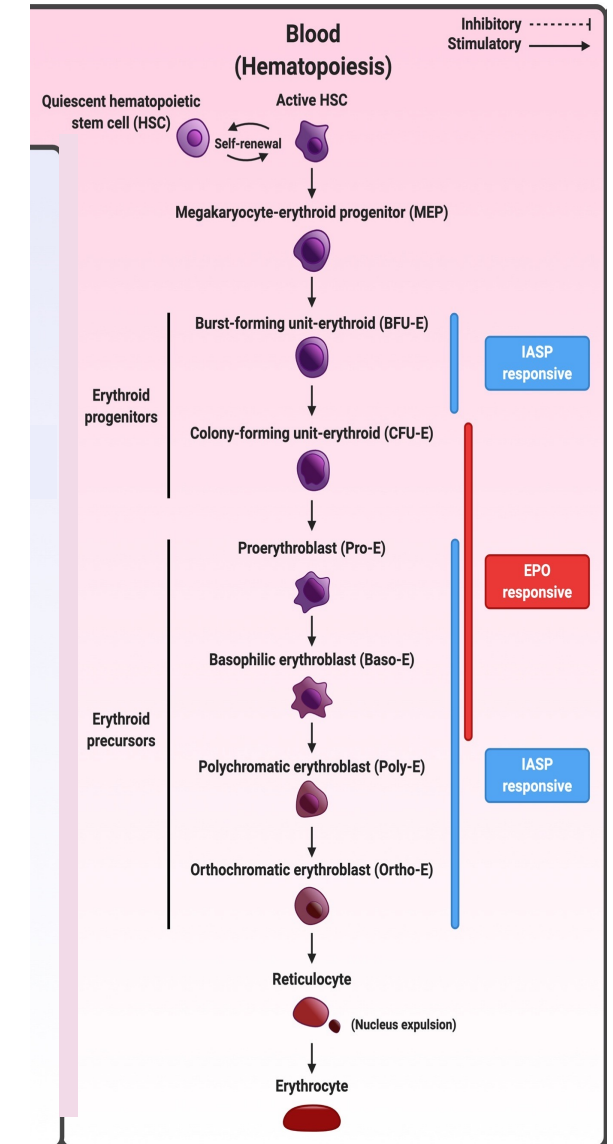 Inhibitory
Stimulatory
Blood
(Hematopoiesis)
Quiescent hematopoietic
stem cell (HSC)
Self-renewal
Active HSC
Megakaryocyte-erythroid progenitor (MEP)
Burst-forming unit-erythroid (BFU-E)
IASP
responsive
Erythroid
progenitors
Colony-forming unit-erythroid (CFU-E)
Proerythroblast (Pro-E)
EPO
responsive
Basophilic erythroblast (Baso-E)
Erythroid
precursors
Polychromatic erythroblast (Poly-E)
IASP
responsive
Orthochromatic erythroblast (Ortho-E)
Reticulocyte
(Nucleus expulsion)
Erythrocyte